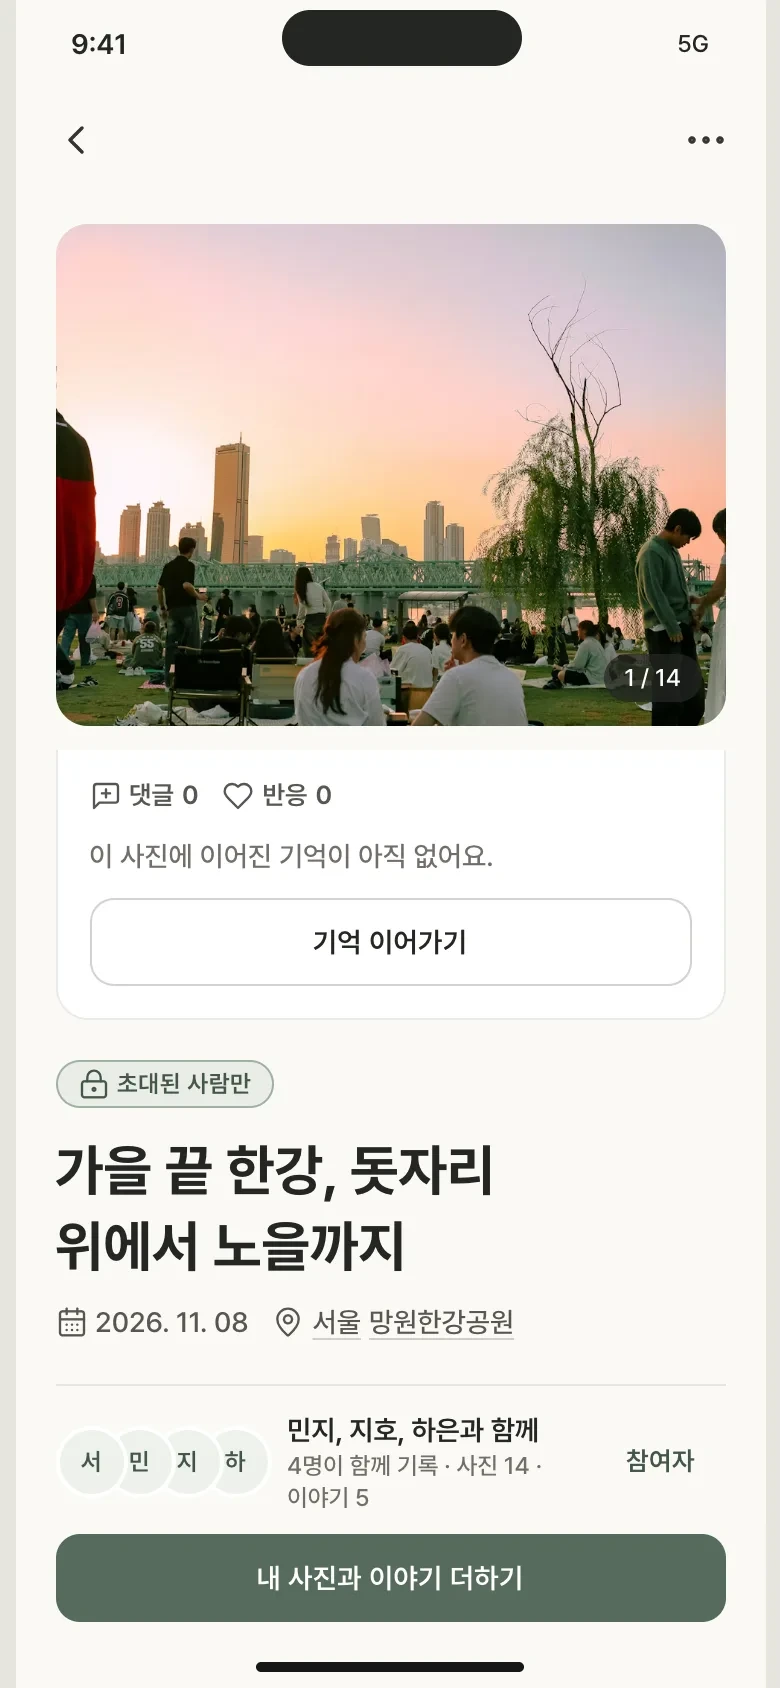 9:41
5G
55
1 / 14
댓글 0 반응 0
이 사진에 이어진 기억이 아직 없어요.
기억 이어가기
초대된 사람만
가을 끝 한강, 돗자리
위에서 노을까지
2026. 11. 08 서울 망원한강공원
서 민 지 하
민지, 지호, 하은과 함께
4명이 함께 기록 · 사진 14 ·
이야기 5
참여자
내 사진과 이야기 더하기